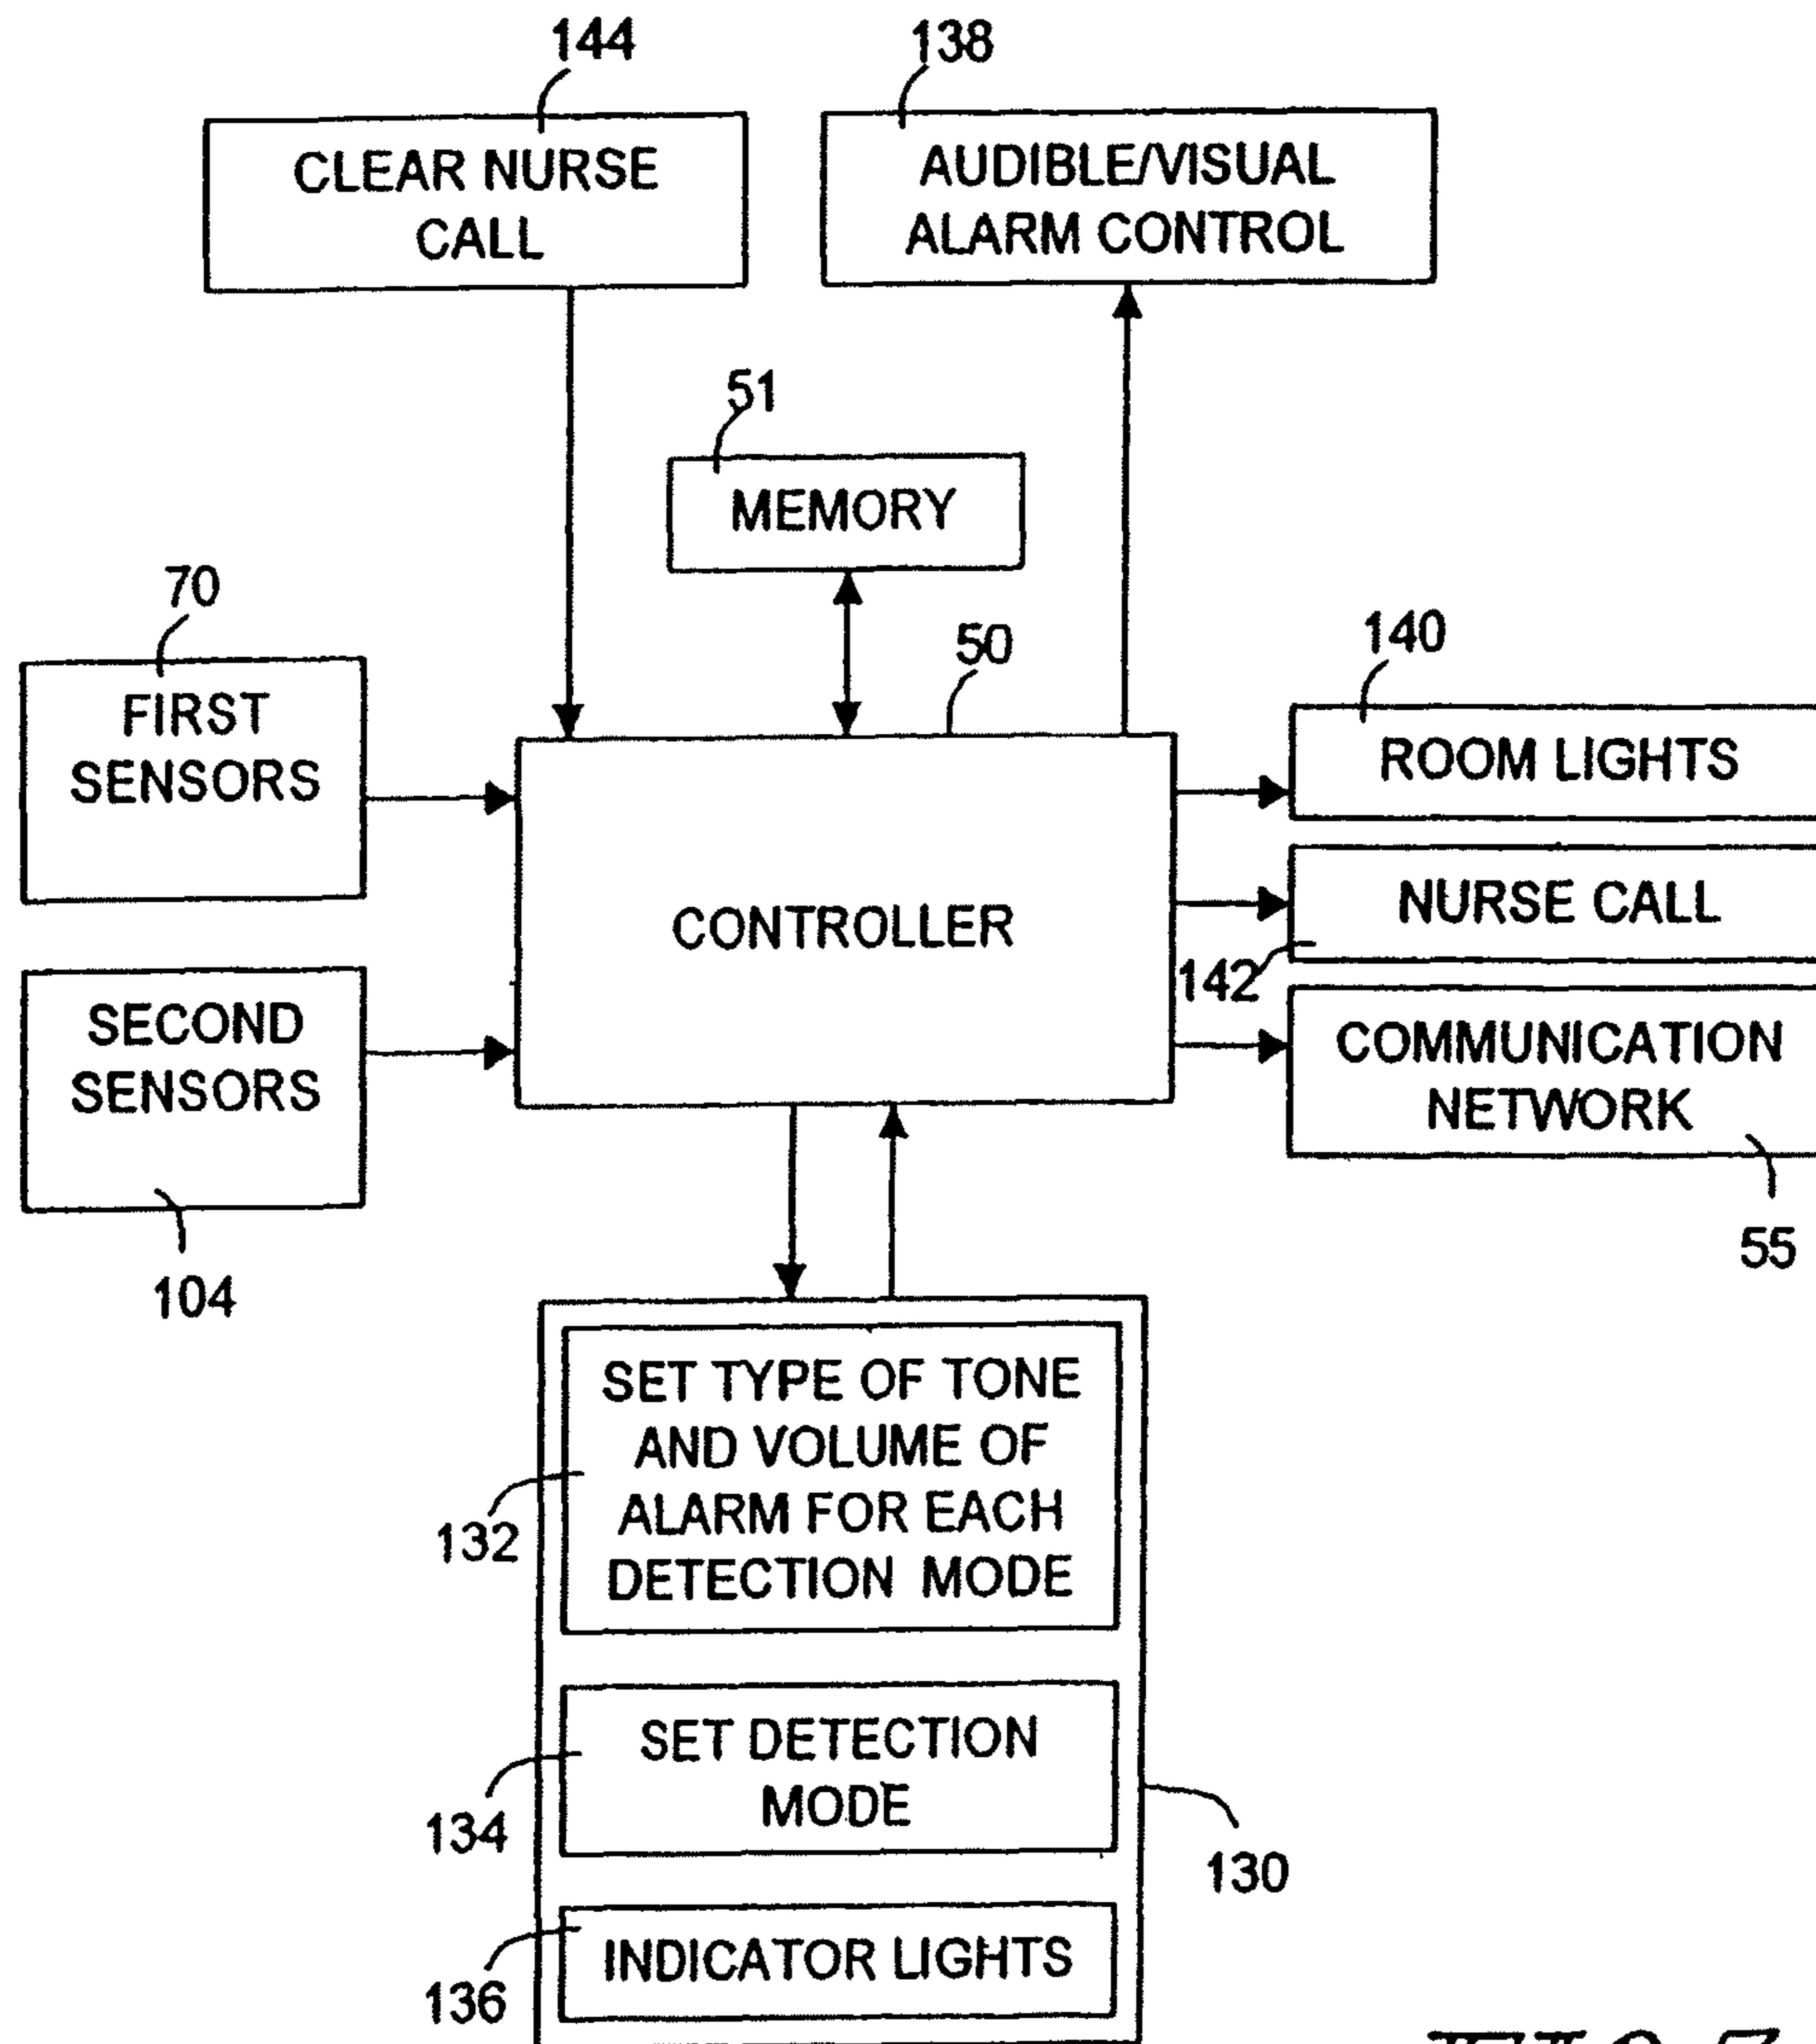 144
138
CLEAR NURSE
CALL
AUDIBLE/VISUAL
ALARM CONTROL
51
MEMORY
70
50
140
FIRST
SENSORS
ROOM LIGHTS
CONTROLLER
NURSE CALL
142
SECOND
SENSORS
COMMUNICATION
NETWORK
104
55
SET TYPE OF TONE
AND VOLUME OF
ALARM FOR EACH
DETECTION MODE
132
SET DETECTION
MODE
134
130
INDICATOR LIGHTS
136